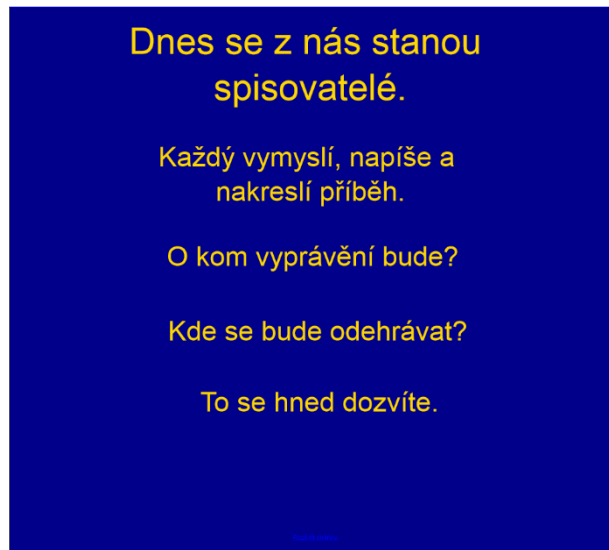 Dnes se z nás stanou
spisovatelé.
Každý vymyslí, napíše a
nakreslí příběh.
O kom vyprávění bude?
Kde se bude odehrávat?
To se hned dozvíte.